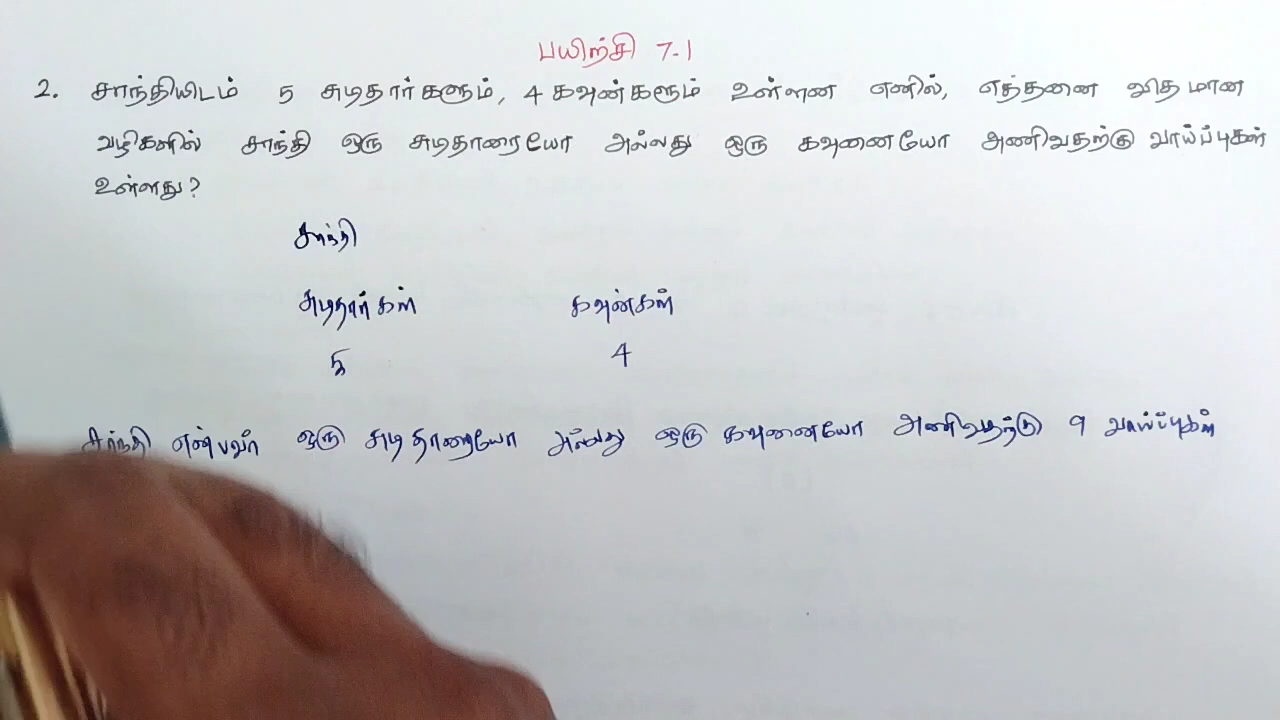 பயிற்சி 7-1
2. சாந்தியிடம் 5 சுடிதார்களும், 4 கவுன்களும் உள்ளன எனில், எத்தனை விதமான
வழிகளில் சாந்தி ஒரு சுடிதாரையோ அல்லது ஒரு கவுனையோ அணிவதற்கு வாய்ப்புகள்
உள்ளது?
சாந்தி
சுடிதார்கள் கவுன்கள்
5 4
சாந்தி என்பவர் ஒரு சுடிதாரையோ அல்லது ஒரு கவுனையோ அணிவதற்கு 9 வாய்ப்புகள்